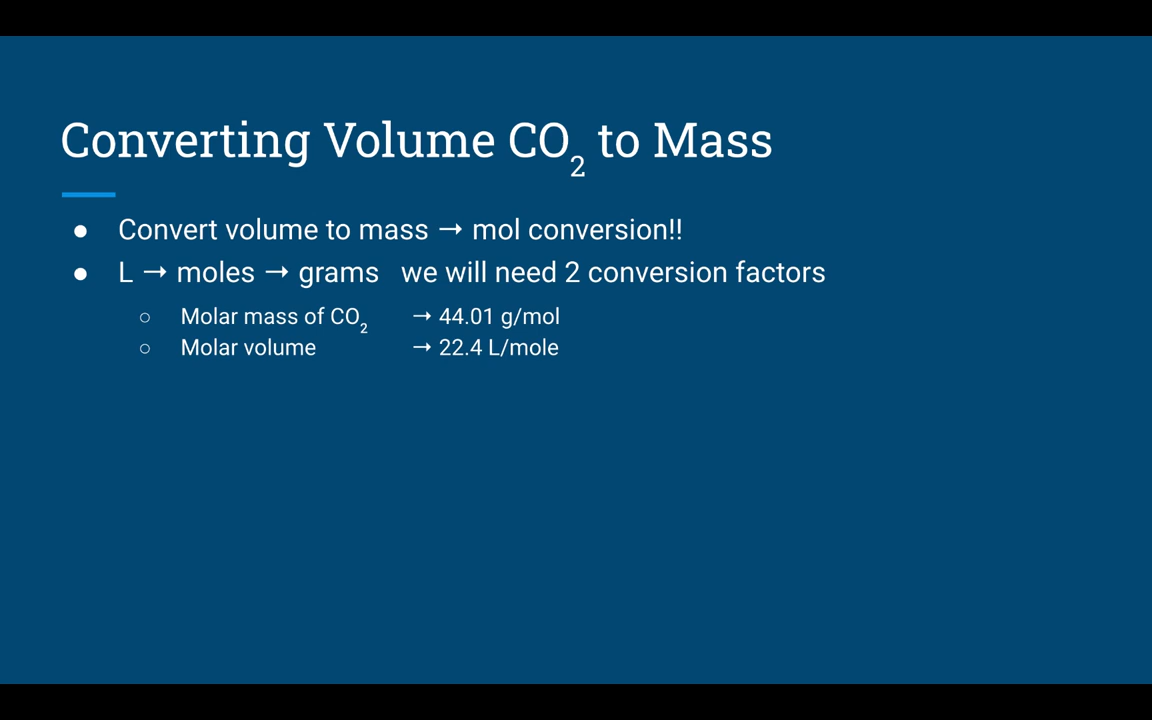 Converting Volume CO₂ to Mass
● Convert volume to mass → mol conversion!!
● L → moles → grams we will need 2 conversion factors
○ Molar mass of CO₂ → 44.01 g/mol
○ Molar volume → 22.4 L/mole